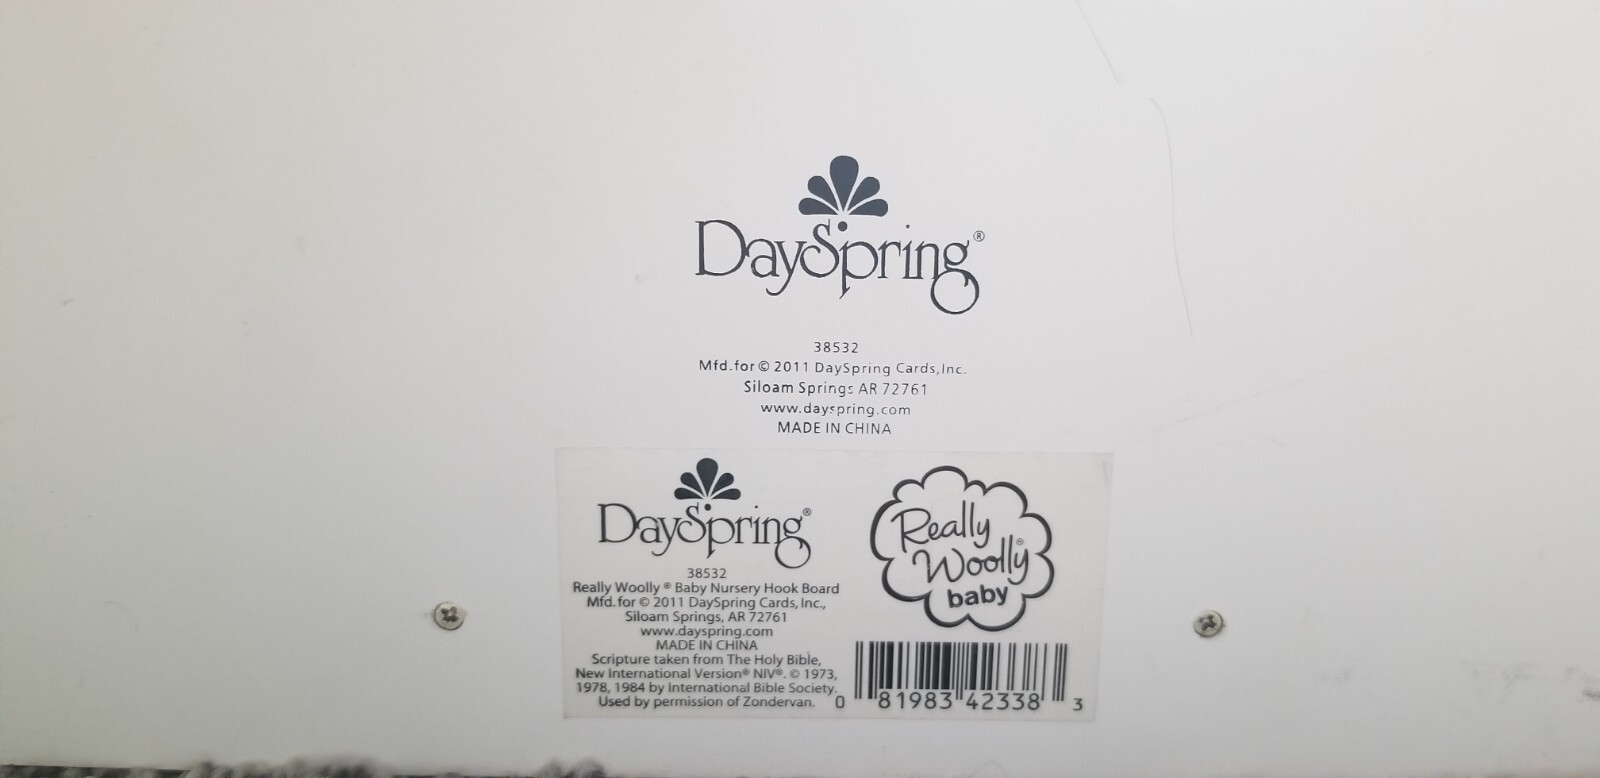 DaySpring®
38532
Mfd.for © 2011 DaySpring Cards,Inc.
Siloam Springs AR 72761
www.dayspring.com
MADE IN CHINA
DaySpring®
38532
Really Woolly ® Baby Nursery Hook Board
Mfd. for © 2011 DaySpring Cards, Inc.,
Siloam Springs, AR 72761
www.dayspring.com
MADE IN CHINA
Scripture taken from The Holy Bible,
New International Version® NIV®. © 1973,
1978, 1984 by International Bible Society.
Used by permission of Zondervan.
Really
Woolly®
baby
0 81983 42338 3